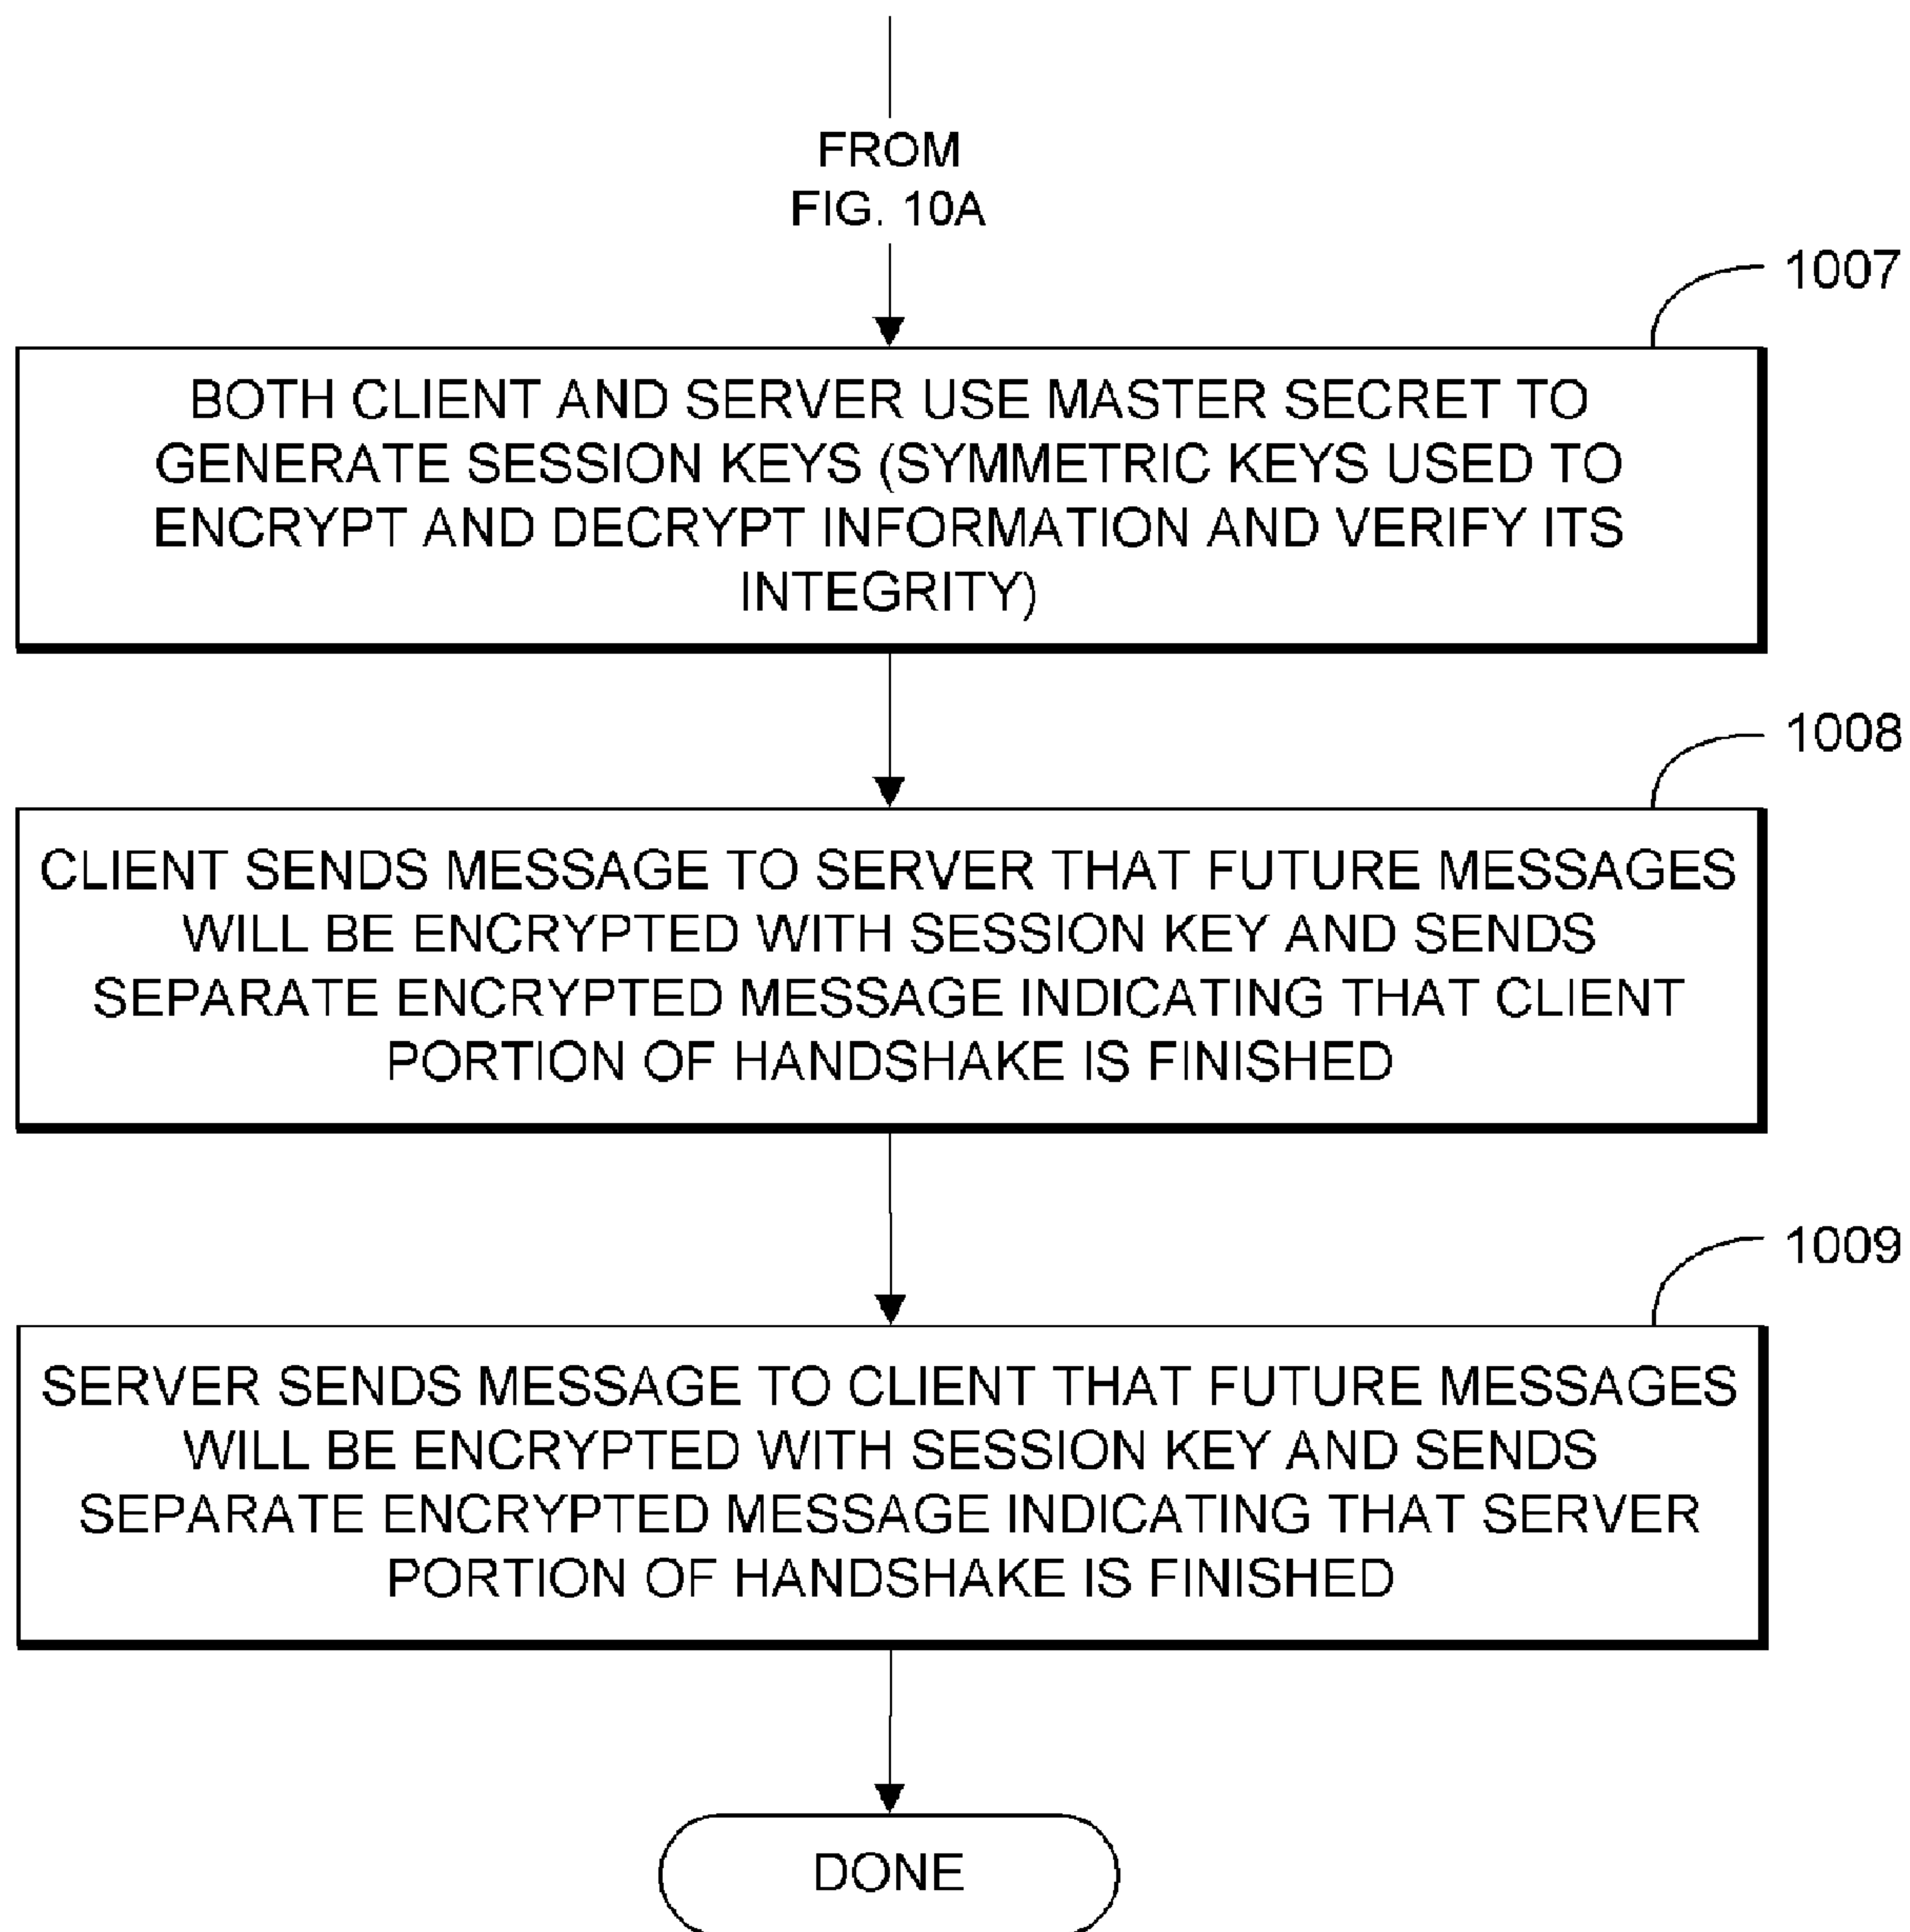 FROM
FIG. 10A
1007
BOTH CLIENT AND SERVER USE MASTER SECRET TO
GENERATE SESSION KEYS (SYMMETRIC KEYS USED TO
ENCRYPT AND DECRYPT INFORMATION AND VERIFY ITS
INTEGRITY)
1008
CLIENT SENDS MESSAGE TO SERVER THAT FUTURE MESSAGES
WILL BE ENCRYPTED WITH SESSION KEY AND SENDS
SEPARATE ENCRYPTED MESSAGE INDICATING THAT CLIENT
PORTION OF HANDSHAKE IS FINISHED
1009
SERVER SENDS MESSAGE TO CLIENT THAT FUTURE MESSAGES
WILL BE ENCRYPTED WITH SESSION KEY AND SENDS
SEPARATE ENCRYPTED MESSAGE INDICATING THAT SERVER
PORTION OF HANDSHAKE IS FINISHED
DONE